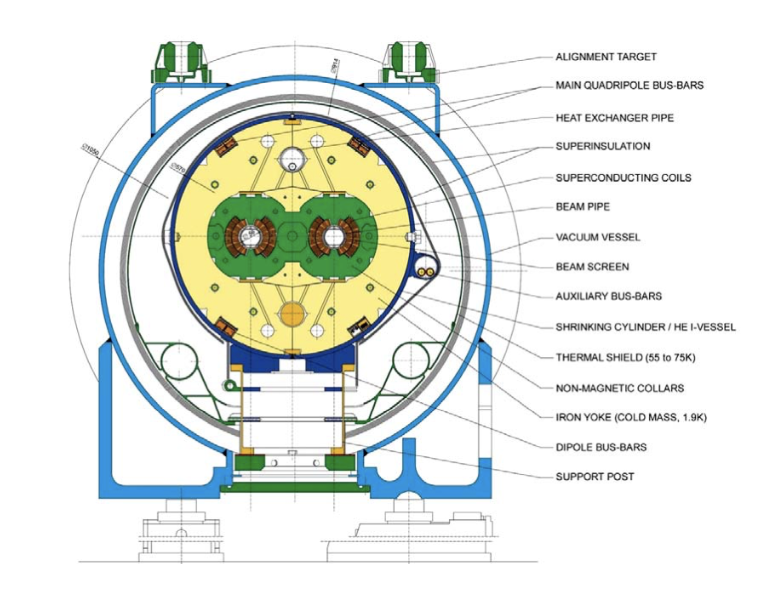 ALIGNMENT TARGET
MAIN QUADRIPOLE BUS-BARS
HEAT EXCHANGER PIPE
SUPERINSULATION
SUPERCONDUCTING COILS
BEAM PIPE
VACUUM VESSEL
BEAM SCREEN
AUXILIARY BUS-BARS
SHRINKING CYLINDER / HE I-VESSEL
THERMAL SHIELD (55 to 75K)
NON-MAGNETIC COLLARS
IRON YOKE (COLD MASS, 1.9K)
DIPOLE BUS-BARS
SUPPORT POST
Ø914
Ø1050